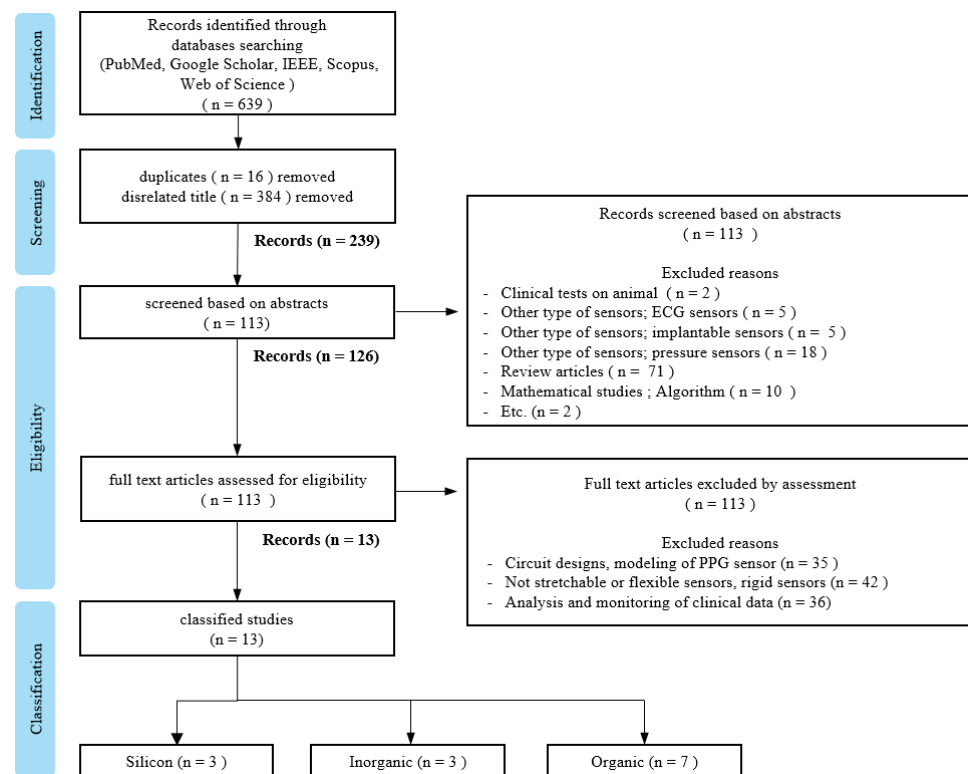 Identification
Records identified through
databases searching
(PubMed, Google Scholar, IEEE, Scopus,
Web of Science )
( n = 639 )
Screening
duplicates ( n = 16 ) removed
disrelated title ( n = 384 ) removed
Records (n = 239)
Records screened based on abstracts
( n = 113 )
Excluded reasons
- Clinical tests on animal ( n = 2 )
- Other type of sensors; ECG sensors ( n = 5 )
- Other type of sensors; implantable sensors ( n = 5 )
- Other type of sensors; pressure sensors ( n = 18 )
- Review articles ( n = 71 )
- Mathematical studies ; Algorithm ( n = 10 )
- Etc. ( n = 2 )
Eligibility
screened based on abstracts
( n = 113)
Records (n = 126)
full text articles assessed for eligibility
( n = 113 )
Records (n = 13)
Full text articles excluded by assessment
( n = 113 )
Excluded reasons
- Circuit designs, modeling of PPG sensor (n = 35 )
- Not stretchable or flexible sensors, rigid sensors (n = 42 )
- Analysis and monitoring of clinical data (n = 36)
Classification
classified studies
(n = 13)
Silicon (n = 3 )
Inorganic (n = 3 )
Organic (n = 7 )